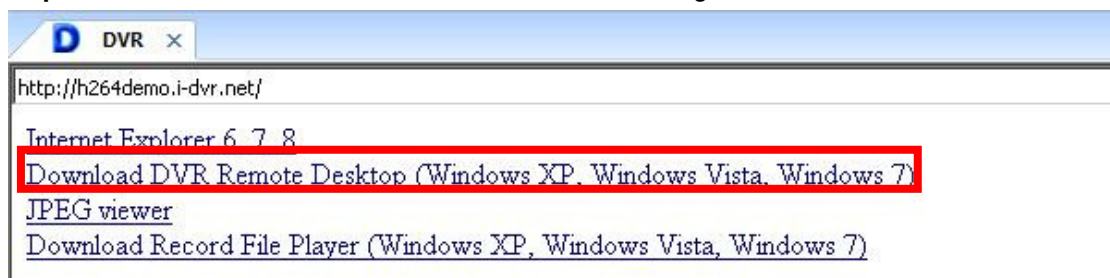 D DVR ×
http://h264demo.i-dvr.net/
Internet Explorer 6, 7, 8
Download DVR Remote Desktop (Windows XP, Windows Vista, Windows 7)
JPEG viewer
Download Record File Player (Windows XP, Windows Vista, Windows 7)